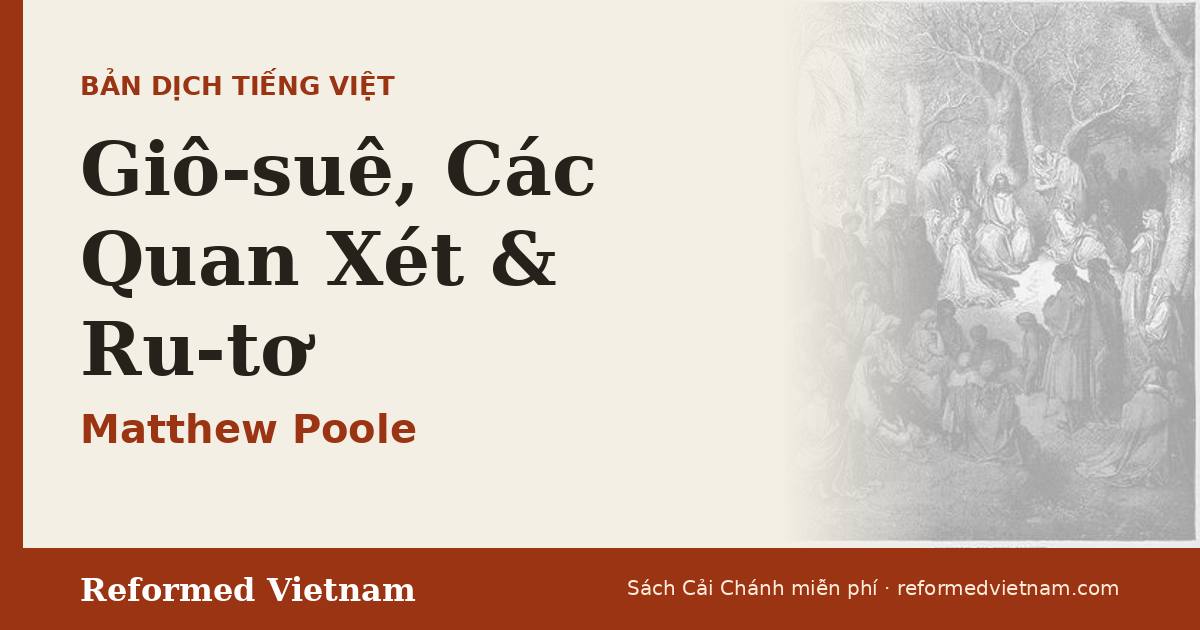 BẢN DỊCH TIẾNG VIỆT
Giô-suê, Các
Quan Xét &
Ru-tơ
Matthew Poole
Reformed Vietnam
Sách Cải Chánh miễn phí · reformedvietnam.com